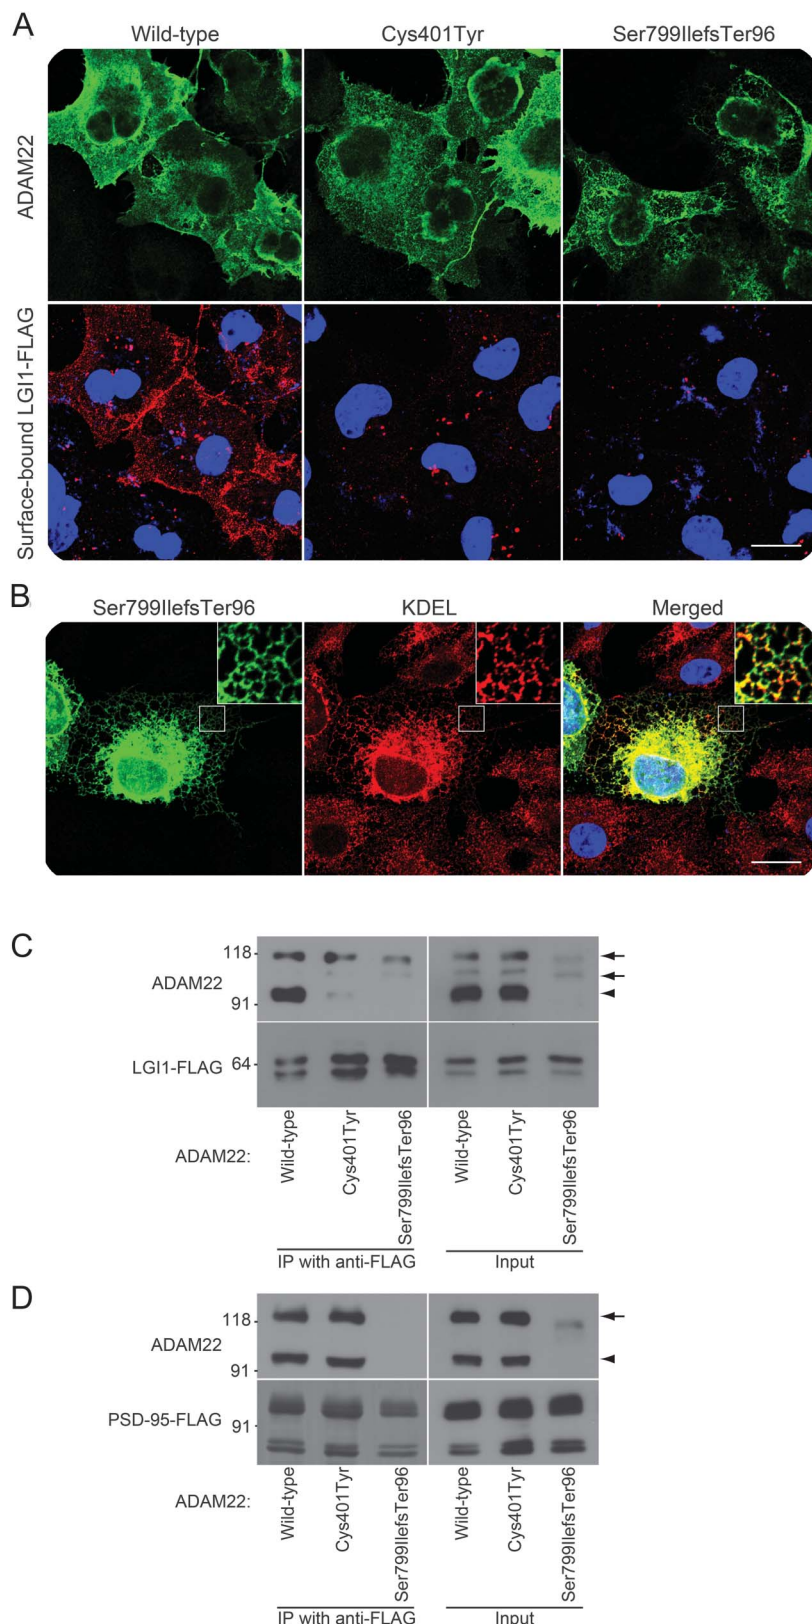 A
Wild-type
Cys401Tyr
Ser799IlefsTer96
ADAM22
Surface-bound LGI1-FLAG
B
Ser799IlefsTer96
KDEL
Merged
C
118
ADAM22
91
LGI1-FLAG
64
ADAM22:
Wild-type
Cys401Tyr
Ser799IlefsTer96
Wild-type
Cys401Tyr
Ser799IlefsTer96
IP with anti-FLAG
Input
D
118
ADAM22
91
PSD-95-FLAG
91
ADAM22:
Wild-type
Cys401Tyr
Ser799IlefsTer96
Wild-type
Cys401Tyr
Ser799IlefsTer96
IP with anti-FLAG
Input